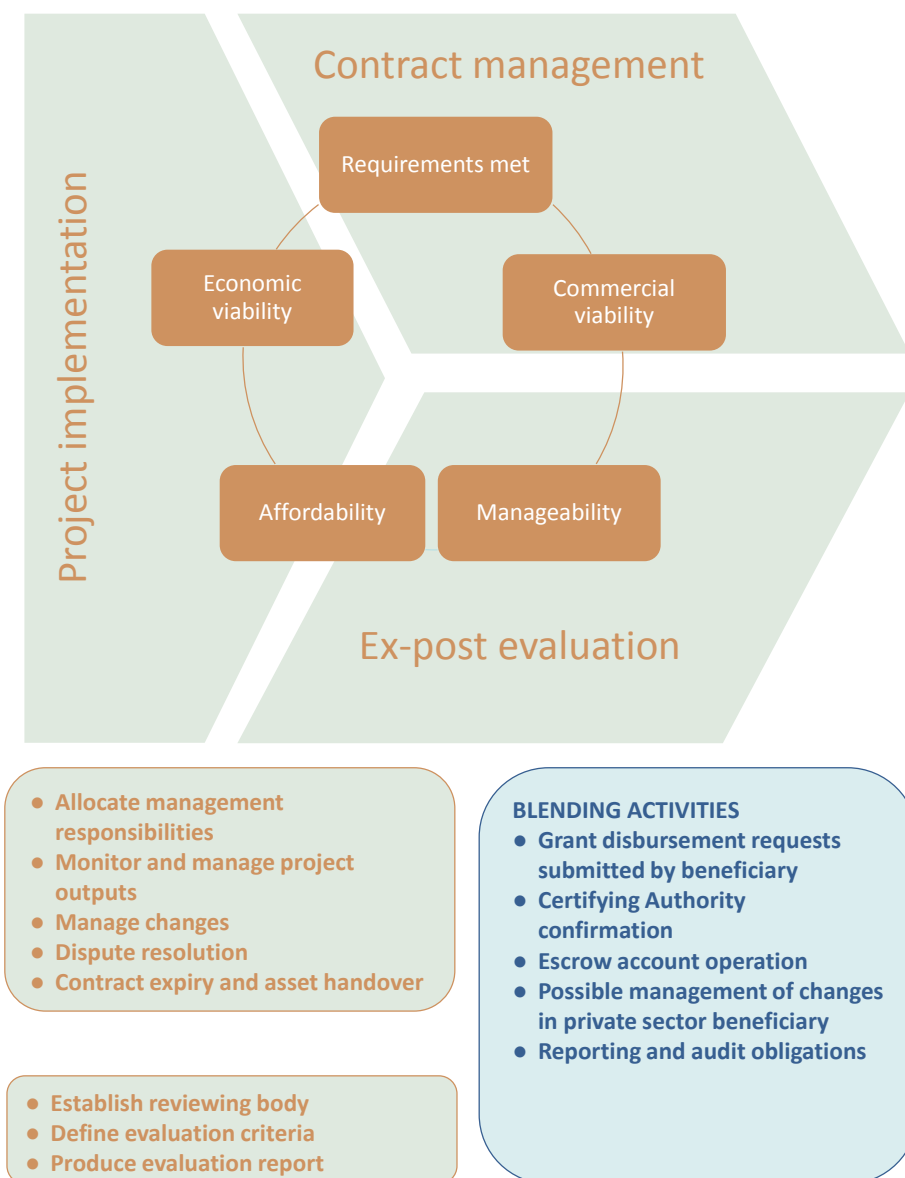 Contract management
Requirements met
Project implementation
Economic
viability
Commercial
viability
Affordability
Manageability
Ex-post evaluation
● Allocate management
responsibilities
● Monitor and manage project
outputs
● Manage changes
● Dispute resolution
● Contract expiry and asset handover
● Establish reviewing body
● Define evaluation criteria
● Produce evaluation report
BLENDING ACTIVITIES
● Grant disbursement requests
submitted by beneficiary
● Certifying Authority
confirmation
● Escrow account operation
● Possible management of changes
in private sector beneficiary
● Reporting and audit obligations